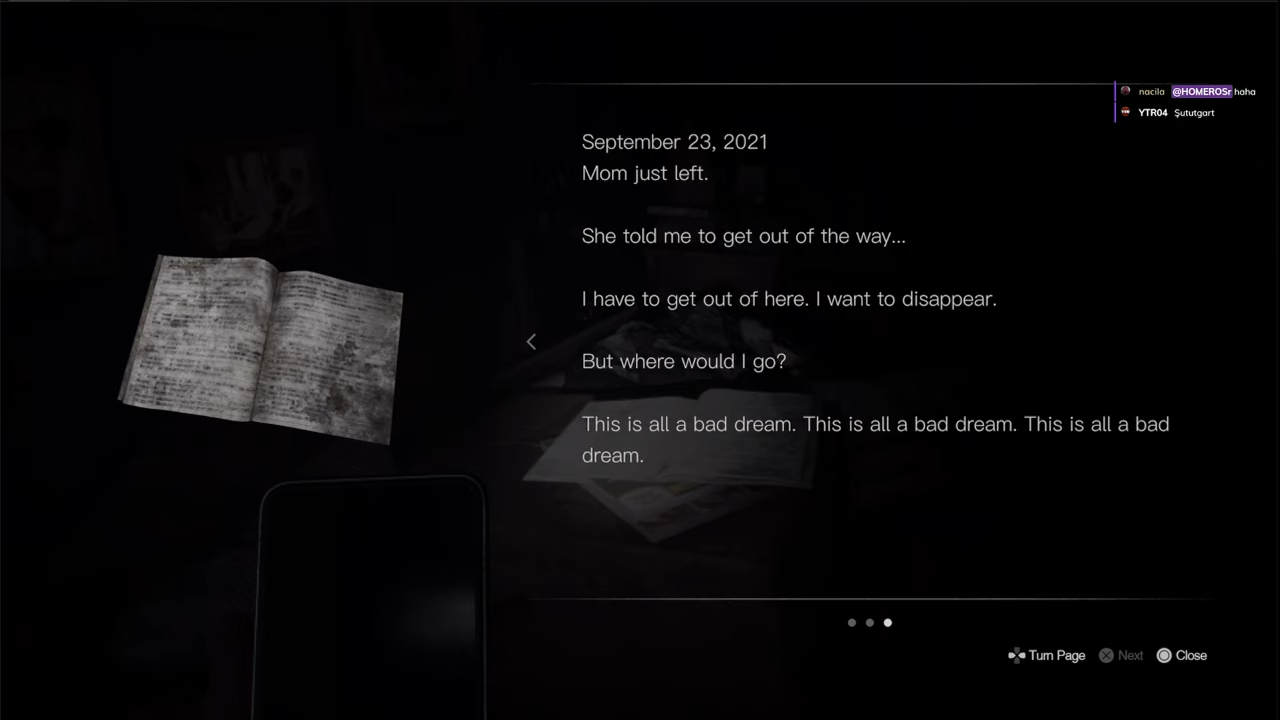 nacila @HOMEROSr haha
YTR04 Şututgart
September 23, 2021
Mom just left.
She told me to get out of the way...
I have to get out of here. I want to disappear.
But where would I go?
This is all a bad dream. This is all a bad dream. This is all a bad
dream.
Turn Page Next Close